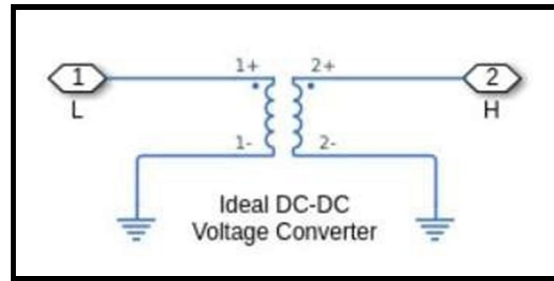 1+ 2+
1 2
L H
1- 2-
Ideal DC-DC
Voltage Converter